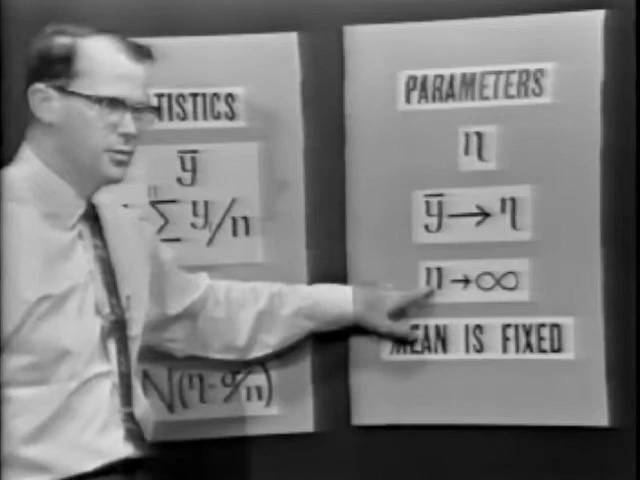 TISTICS
ȳ
Σ y/n
N(η-σ²/n)
PARAMETERS
η
ȳ→η
n→∞
MEAN IS FIXED